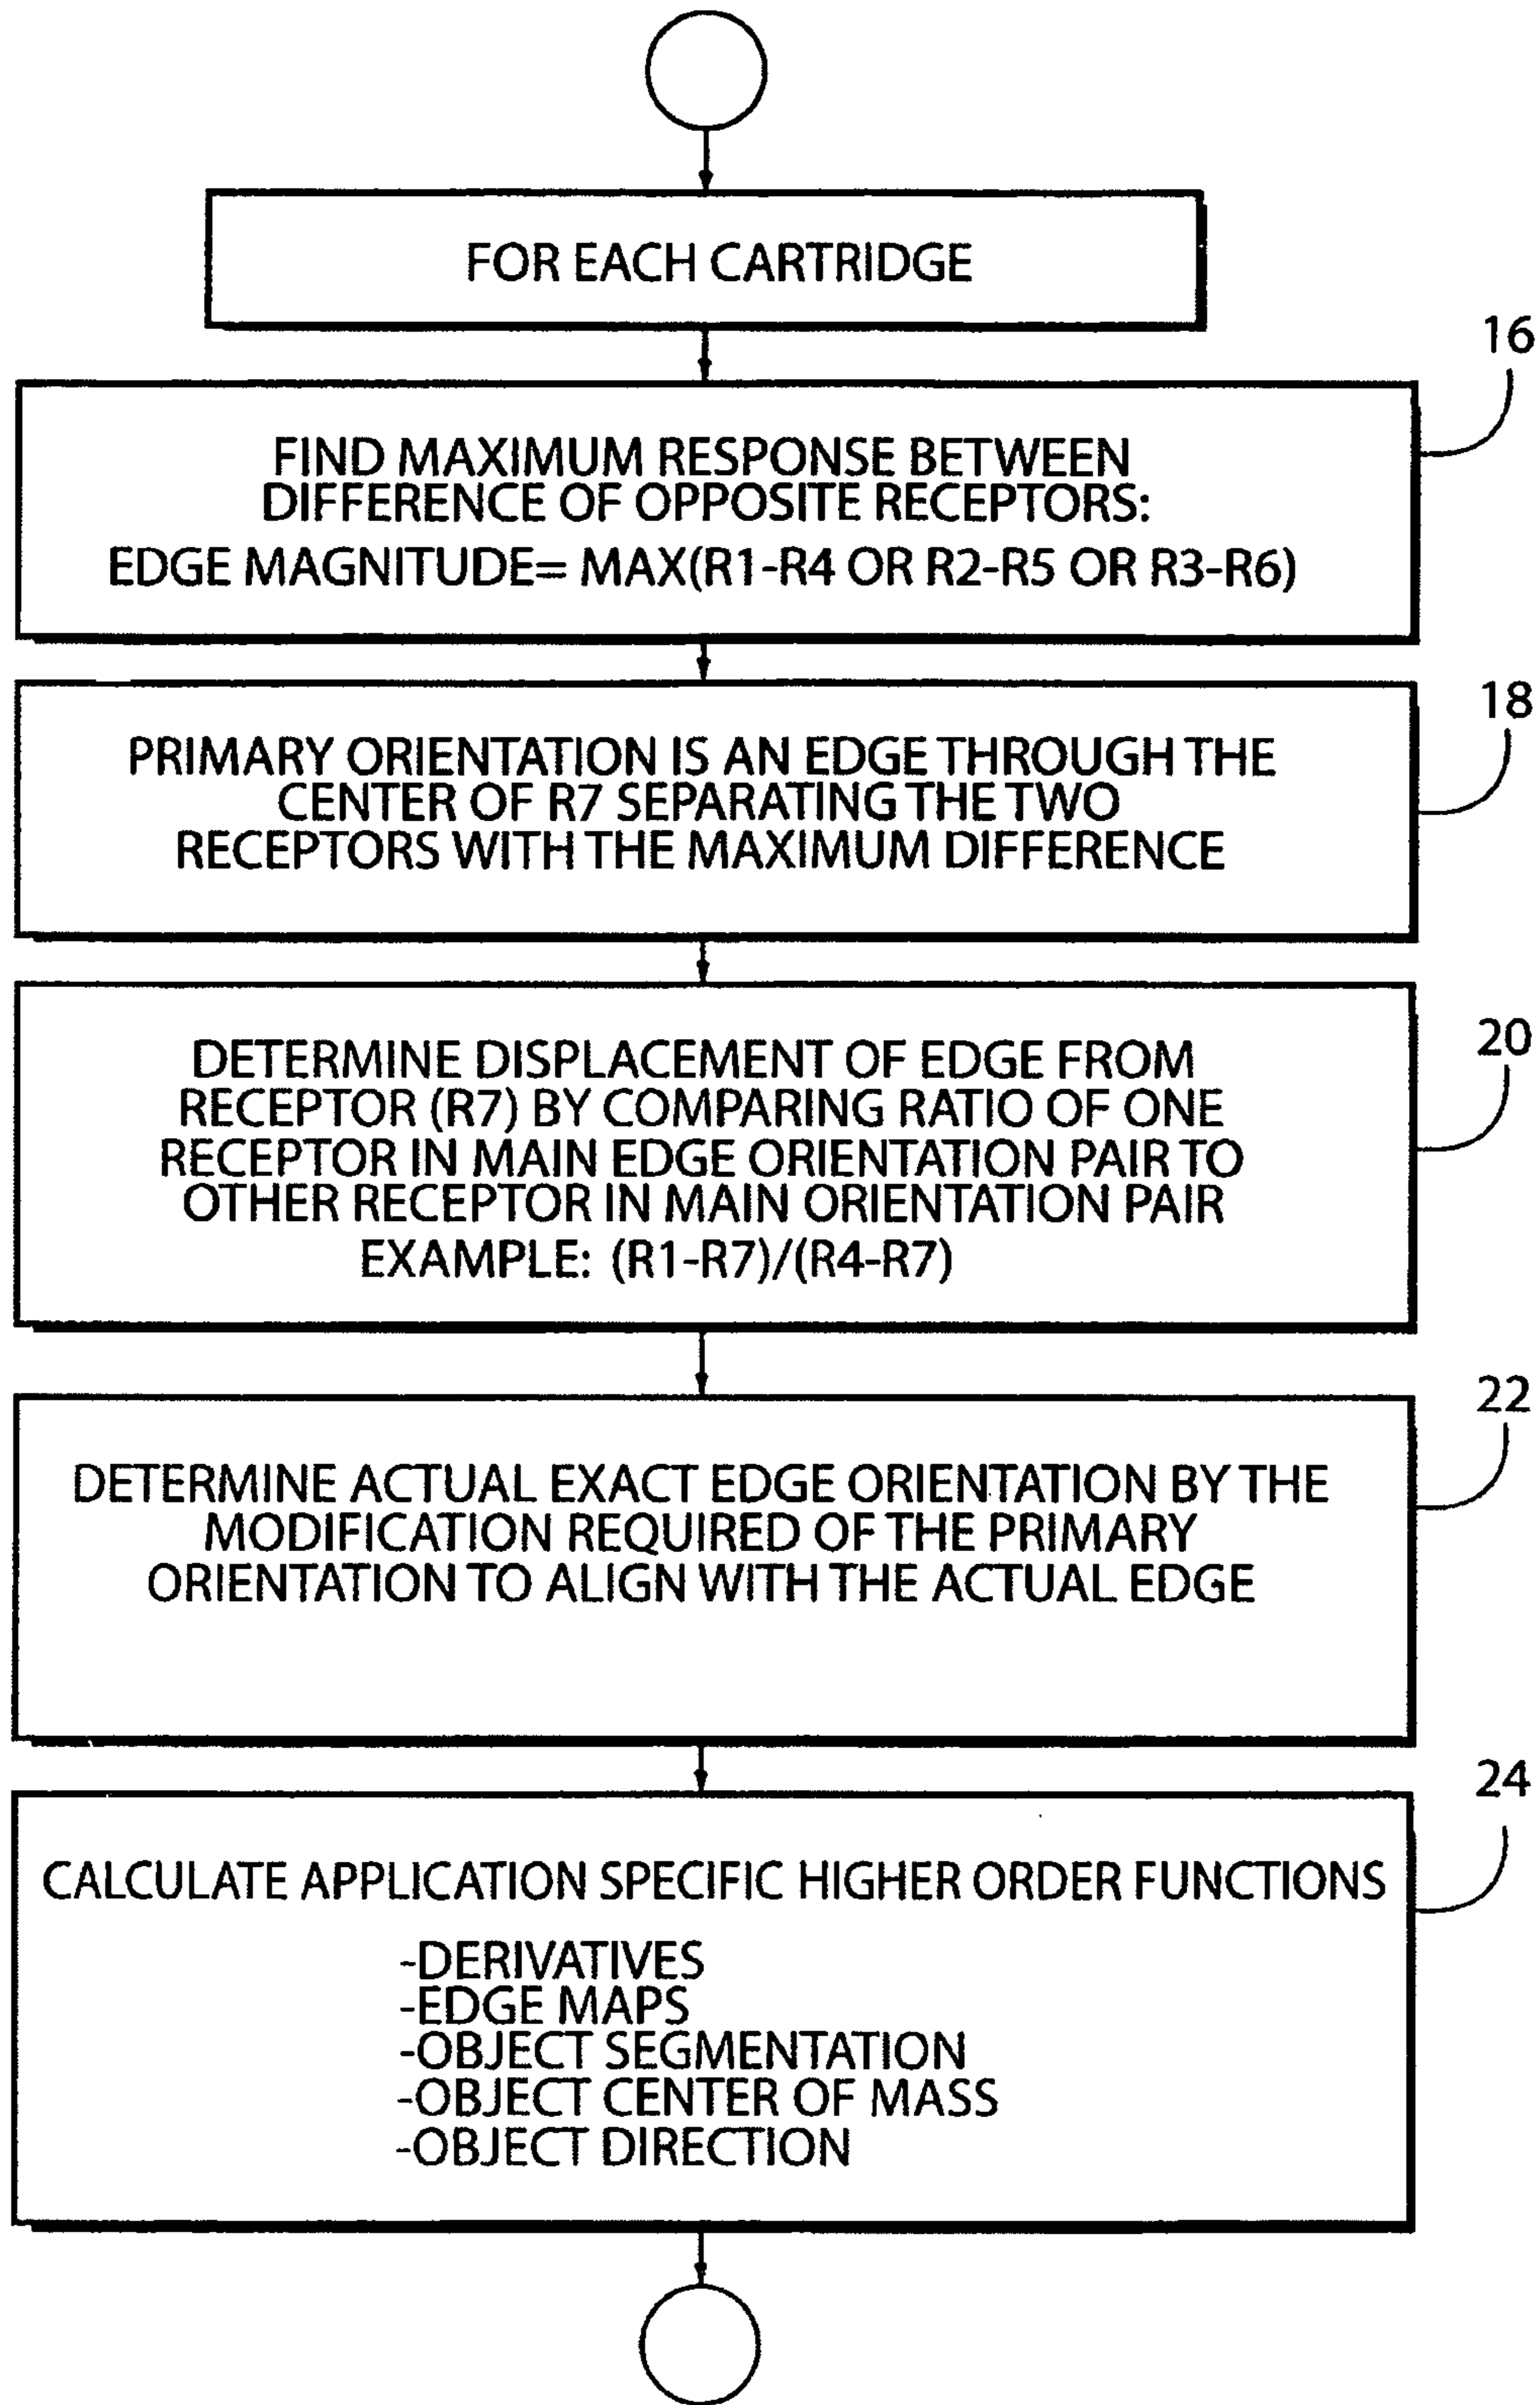 FOR EACH CARTRIDGE
16
FIND MAXIMUM RESPONSE BETWEEN
DIFFERENCE OF OPPOSITE RECEPTORS:
EDGE MAGNITUDE= MAX(R1-R4 OR R2-R5 OR R3-R6)
18
PRIMARY ORIENTATION IS AN EDGE THROUGH THE
CENTER OF R7 SEPARATING THE TWO
RECEPTORS WITH THE MAXIMUM DIFFERENCE
20
DETERMINE DISPLACEMENT OF EDGE FROM
RECEPTOR (R7) BY COMPARING RATIO OF ONE
RECEPTOR IN MAIN EDGE ORIENTATION PAIR TO
OTHER RECEPTOR IN MAIN ORIENTATION PAIR
EXAMPLE: (R1-R7)/(R4-R7)
22
DETERMINE ACTUAL EXACT EDGE ORIENTATION BY THE
MODIFICATION REQUIRED OF THE PRIMARY
ORIENTATION TO ALIGN WITH THE ACTUAL EDGE
24
CALCULATE APPLICATION SPECIFIC HIGHER ORDER FUNCTIONS
-DERIVATIVES
-EDGE MAPS
-OBJECT SEGMENTATION
-OBJECT CENTER OF MASS
-OBJECT DIRECTION